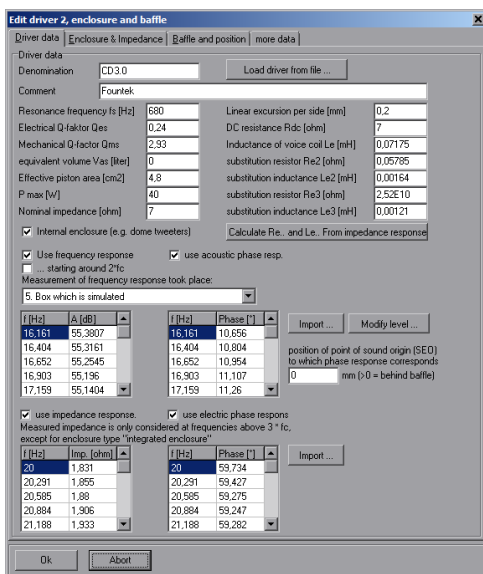 Edit driver 2, enclosure and baffle
Driver data Enclosure & Impedance Baffle and position more data
Driver data
Denomination CD3.0 Load driver from file ...
Comment Fountek
Resonance frequency fs [Hz] 680 Linear excursion per side [mm] 0,2
Electrical Q-faktor Qes 0,24 DC resistance Rdc [ohm] 7
Mechanical Q-factor Qms 2,93 Inductance of voice coil Le [mH] 0,07175
equivalent volume Vas [liter] 0 substitution resistor Re2 [ohm] 0,05785
Effective piston area [cm2] 4,8 substitution inductance Le2 [mH] 0,00164
P max [W] 40 substitution resistor Re3 [ohm] 2,52E10
Nominal impedance [ohm] 7 substitution inductance Le3 [mH] 0,00121
Internal enclosure (e.g. dome tweeters) Calculate Re.. and Le.. From impedance response
Use frequency response use acoustic phase resp.
... starting around 2*fc
Measurement of frequency response took place:
5. Box which is simulated
f [Hz] A [dB] f [Hz] Phase [°] Import ... Modify level ...
16,161 55,3807 16,161 10,656
16,404 55,3161 16,404 10,804
16,652 55,2545 16,652 10,954
16,903 55,196 16,903 11,107
17,159 55,1404 17,159 11,26
position of point of sound origin (SEO)
to which phase response corresponds
0 mm (>0 = behind baffle)
use impedance response. use electric phase respons
Measured impedance is only considered at frequencies above 3 * fc,
except for enclosure type "integrated enclosure"
f [Hz] Imp. [ohm] f [Hz] Phase [°] Import ...
20 1,831 20 59,734
20,291 1,855 20,291 59,427
20,585 1,88 20,585 59,275
20,884 1,906 20,884 59,247
21,188 1,933 21,188 59,282
Ok Abort